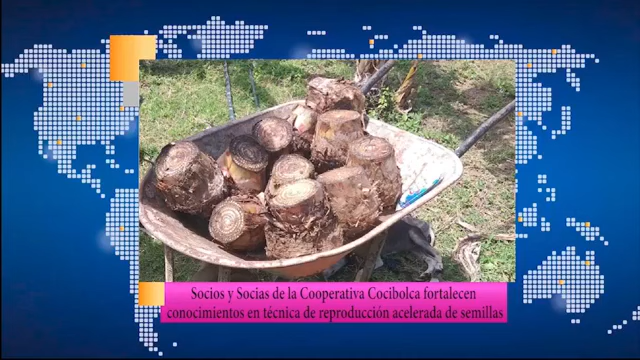 Socios y Socias de la Cooperativa Cocibolca fortalecen
conocimientos en técnica de reproducción acelerada de semillas